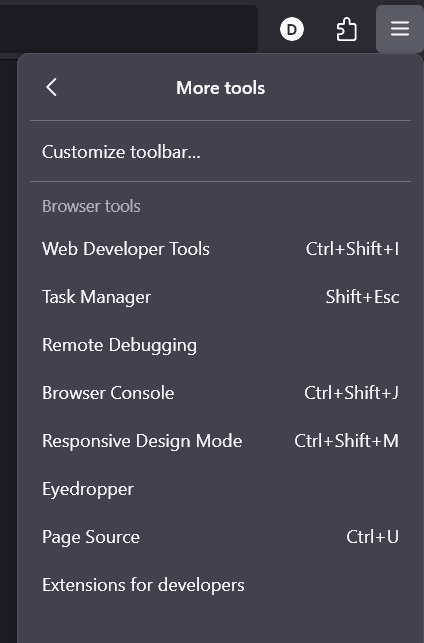 D
More tools
Customize toolbar...
Browser tools
Web Developer Tools Ctrl+Shift+I
Task Manager Shift+Esc
Remote Debugging
Browser Console Ctrl+Shift+J
Responsive Design Mode Ctrl+Shift+M
Eyedropper
Page Source Ctrl+U
Extensions for developers